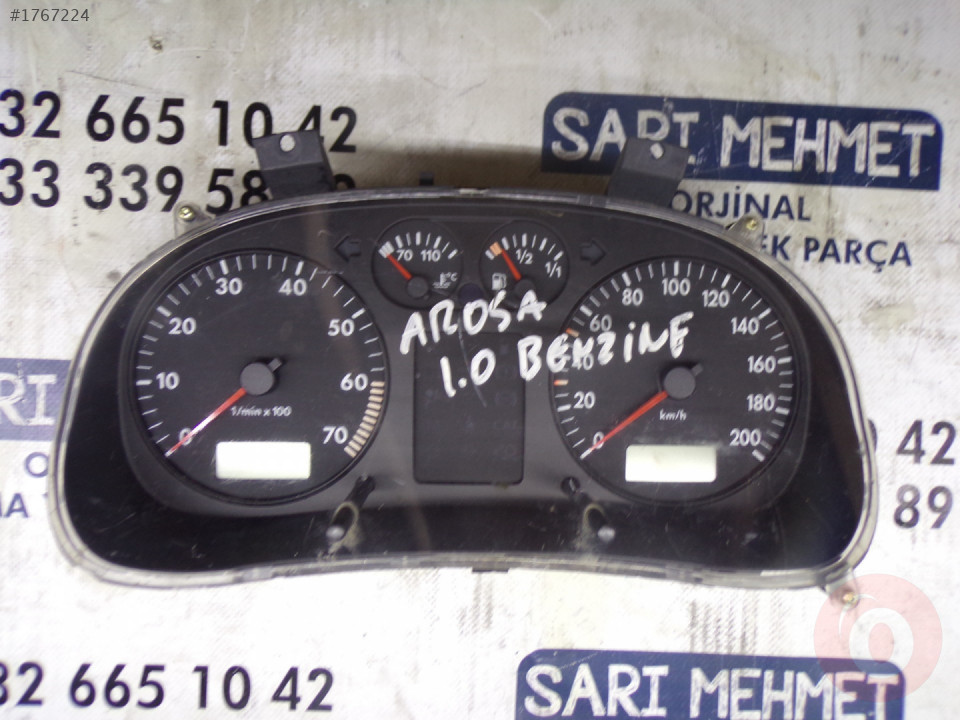 #1767224
32 665 10 42
33 339 58
SARI MEHMET
ORJİNAL
EK PARÇA
70 110
°C
1/2 1/1
AROSA
1.0 BENZİNE
0 10 20 30 40 50 60 70
1/min x 100
0 20 40 60 80 100 120 140 160 180 200
km/h
RI
O
MA
42
89
32 665 10 42
SARI MEHMET